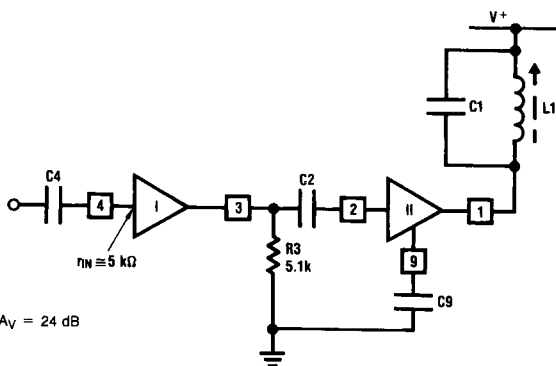 V+
C1
L1
C4
4
I
3
C2
2
II
1
9
R3
5.1k
C9
ηIN ≅ 5 kΩ
AV = 24 dB